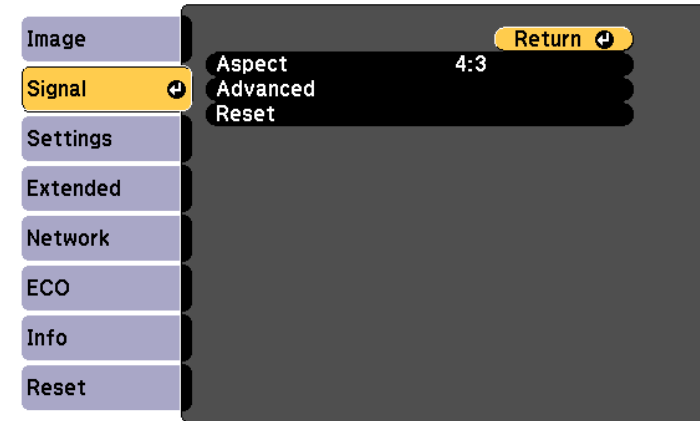 Image
Signal
Settings
Extended
Network
ECO
Info
Reset
Return
Aspect 4:3
Advanced
Reset